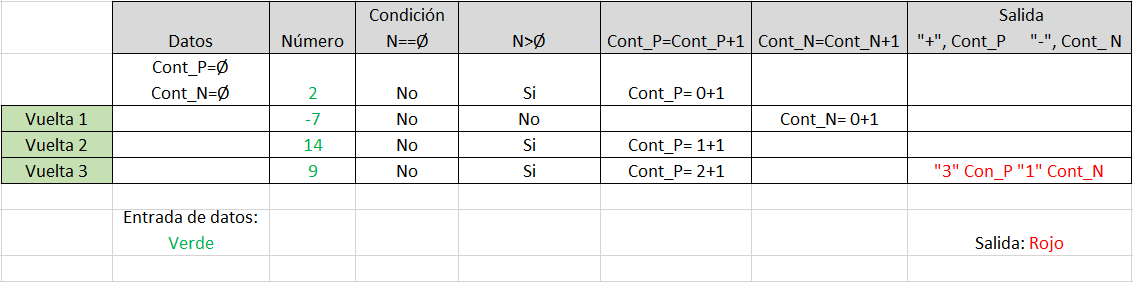 Condición Salida
Datos Número N==Ø N>Ø Cont_P=Cont_P+1 Cont_N=Cont_N+1 "+", Cont_P "-", Cont_ N
Cont_P=Ø
Cont_N=Ø 2 No Si Cont_P= 0+1
Vuelta 1 -7 No No Cont_N= 0+1
Vuelta 2 14 No Si Cont_P= 1+1
Vuelta 3 9 No Si Cont_P= 2+1 "3" Con_P "1" Cont_N
Entrada de datos:
Verde Salida: Rojo